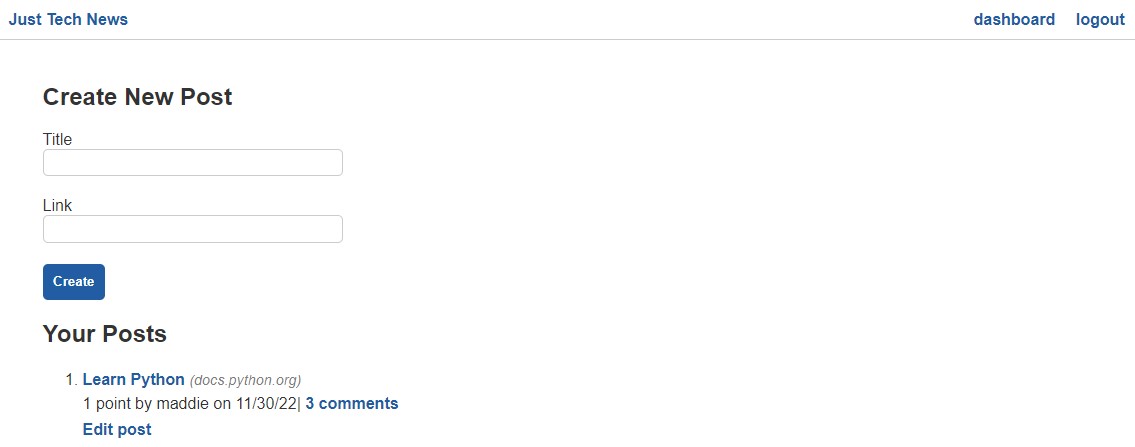 Just Tech News dashboard logout
Create New Post
Title
Link
Create
Your Posts
1. Learn Python (docs.python.org)
1 point by maddie on 11/30/22| 3 comments
Edit post